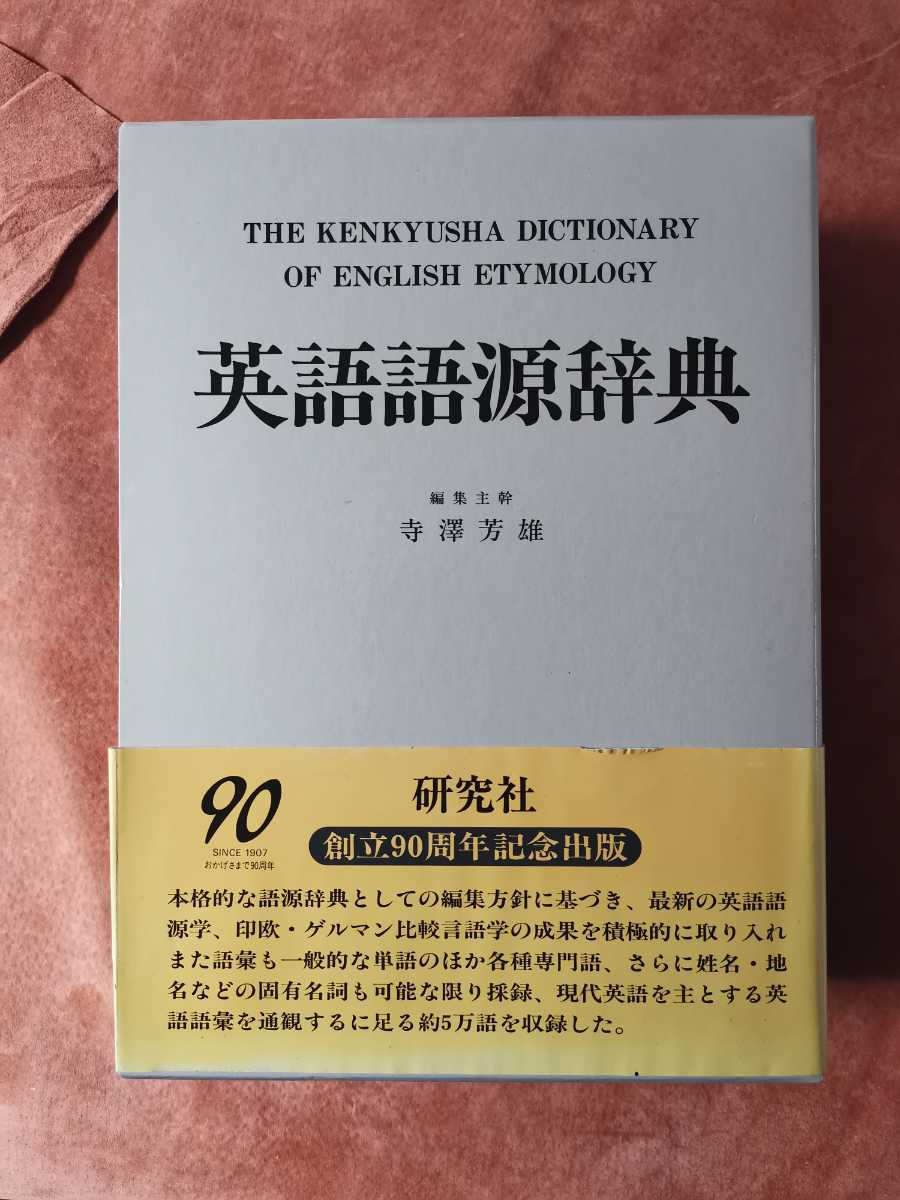 THE KENKYUSHA DICTIONARY
OF ENGLISH ETYMOLOGY
英語語源辞典
編集主幹
寺澤芳雄
90
SINCE 1907
おかげさまで90周年
研究社
創立90周年記念出版
本格的な語源辞典としての編集方針に基づき、最新の英語語
源学、印欧・ゲルマン比較言語学の成果を積極的に取り入れ
また語彙も一般的な単語のほか各種専門語、さらに姓名・地
名などの固有名詞も可能な限り採録、現代英語を主とする英
語語彙を通観するに足る約5万語を収録した。